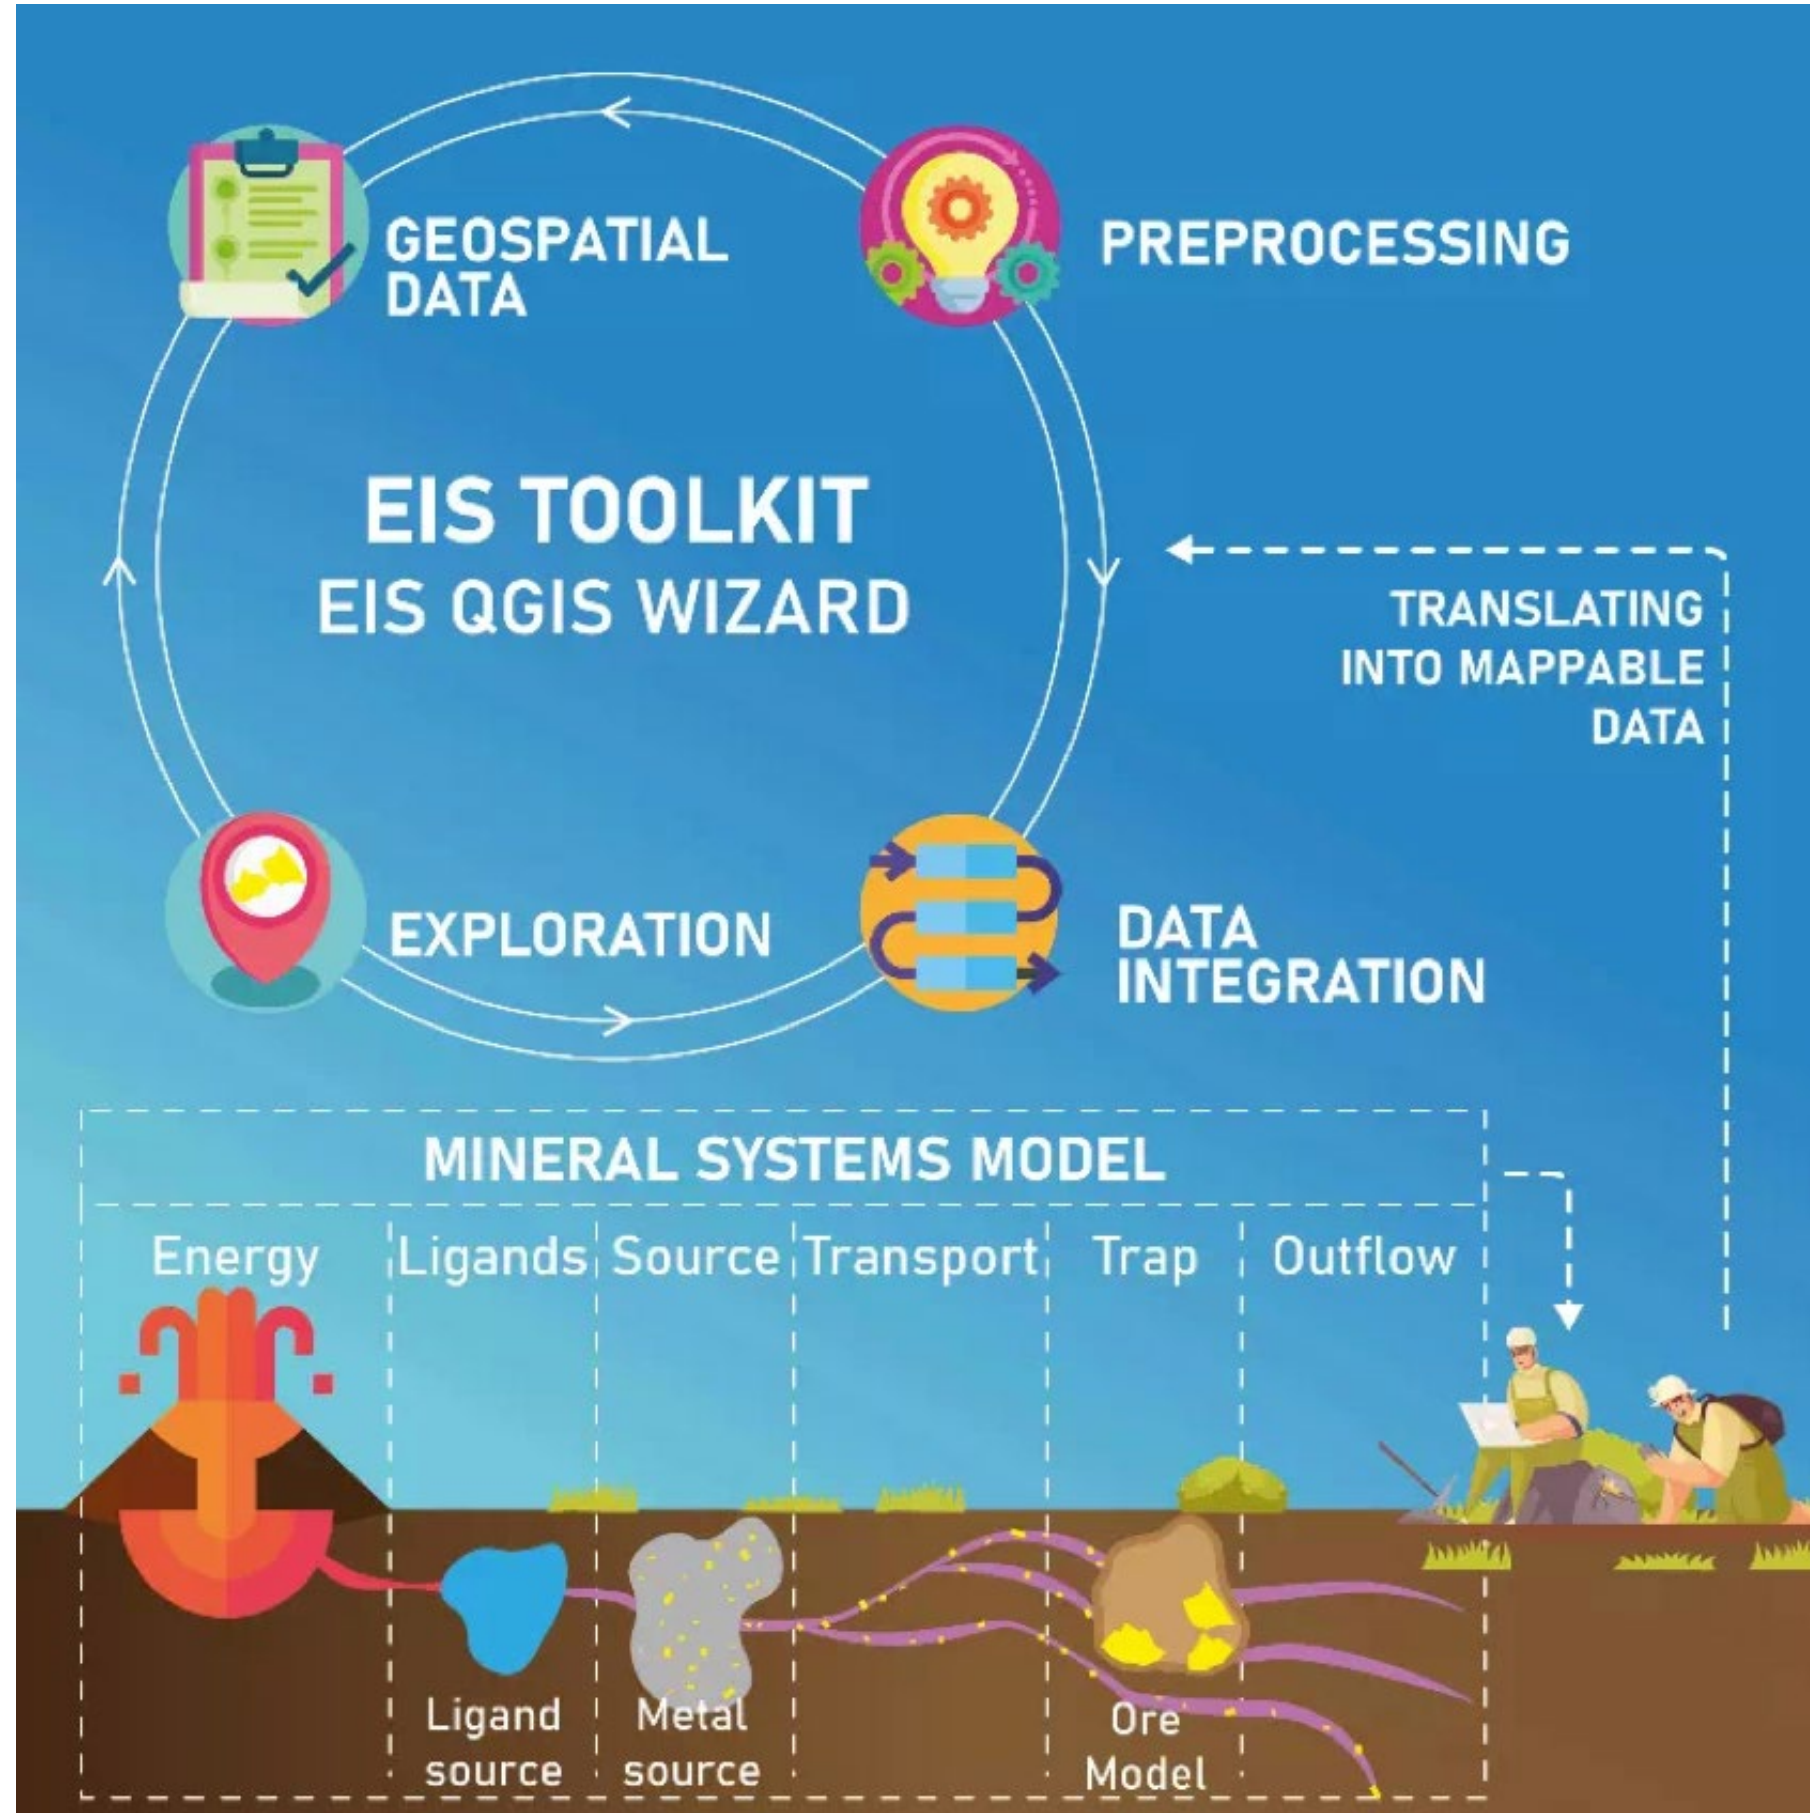 GEOSPATIAL
DATA
PREPROCESSING
EIS TOOLKIT
EIS QGIS WIZARD
TRANSLATING
INTO MAPPABLE
DATA
EXPLORATION
DATA
INTEGRATION
MINERAL SYSTEMS MODEL
Energy
Ligands
Source
Transport
Trap
Outflow
Ligand
source
Metal
source
Ore
Model